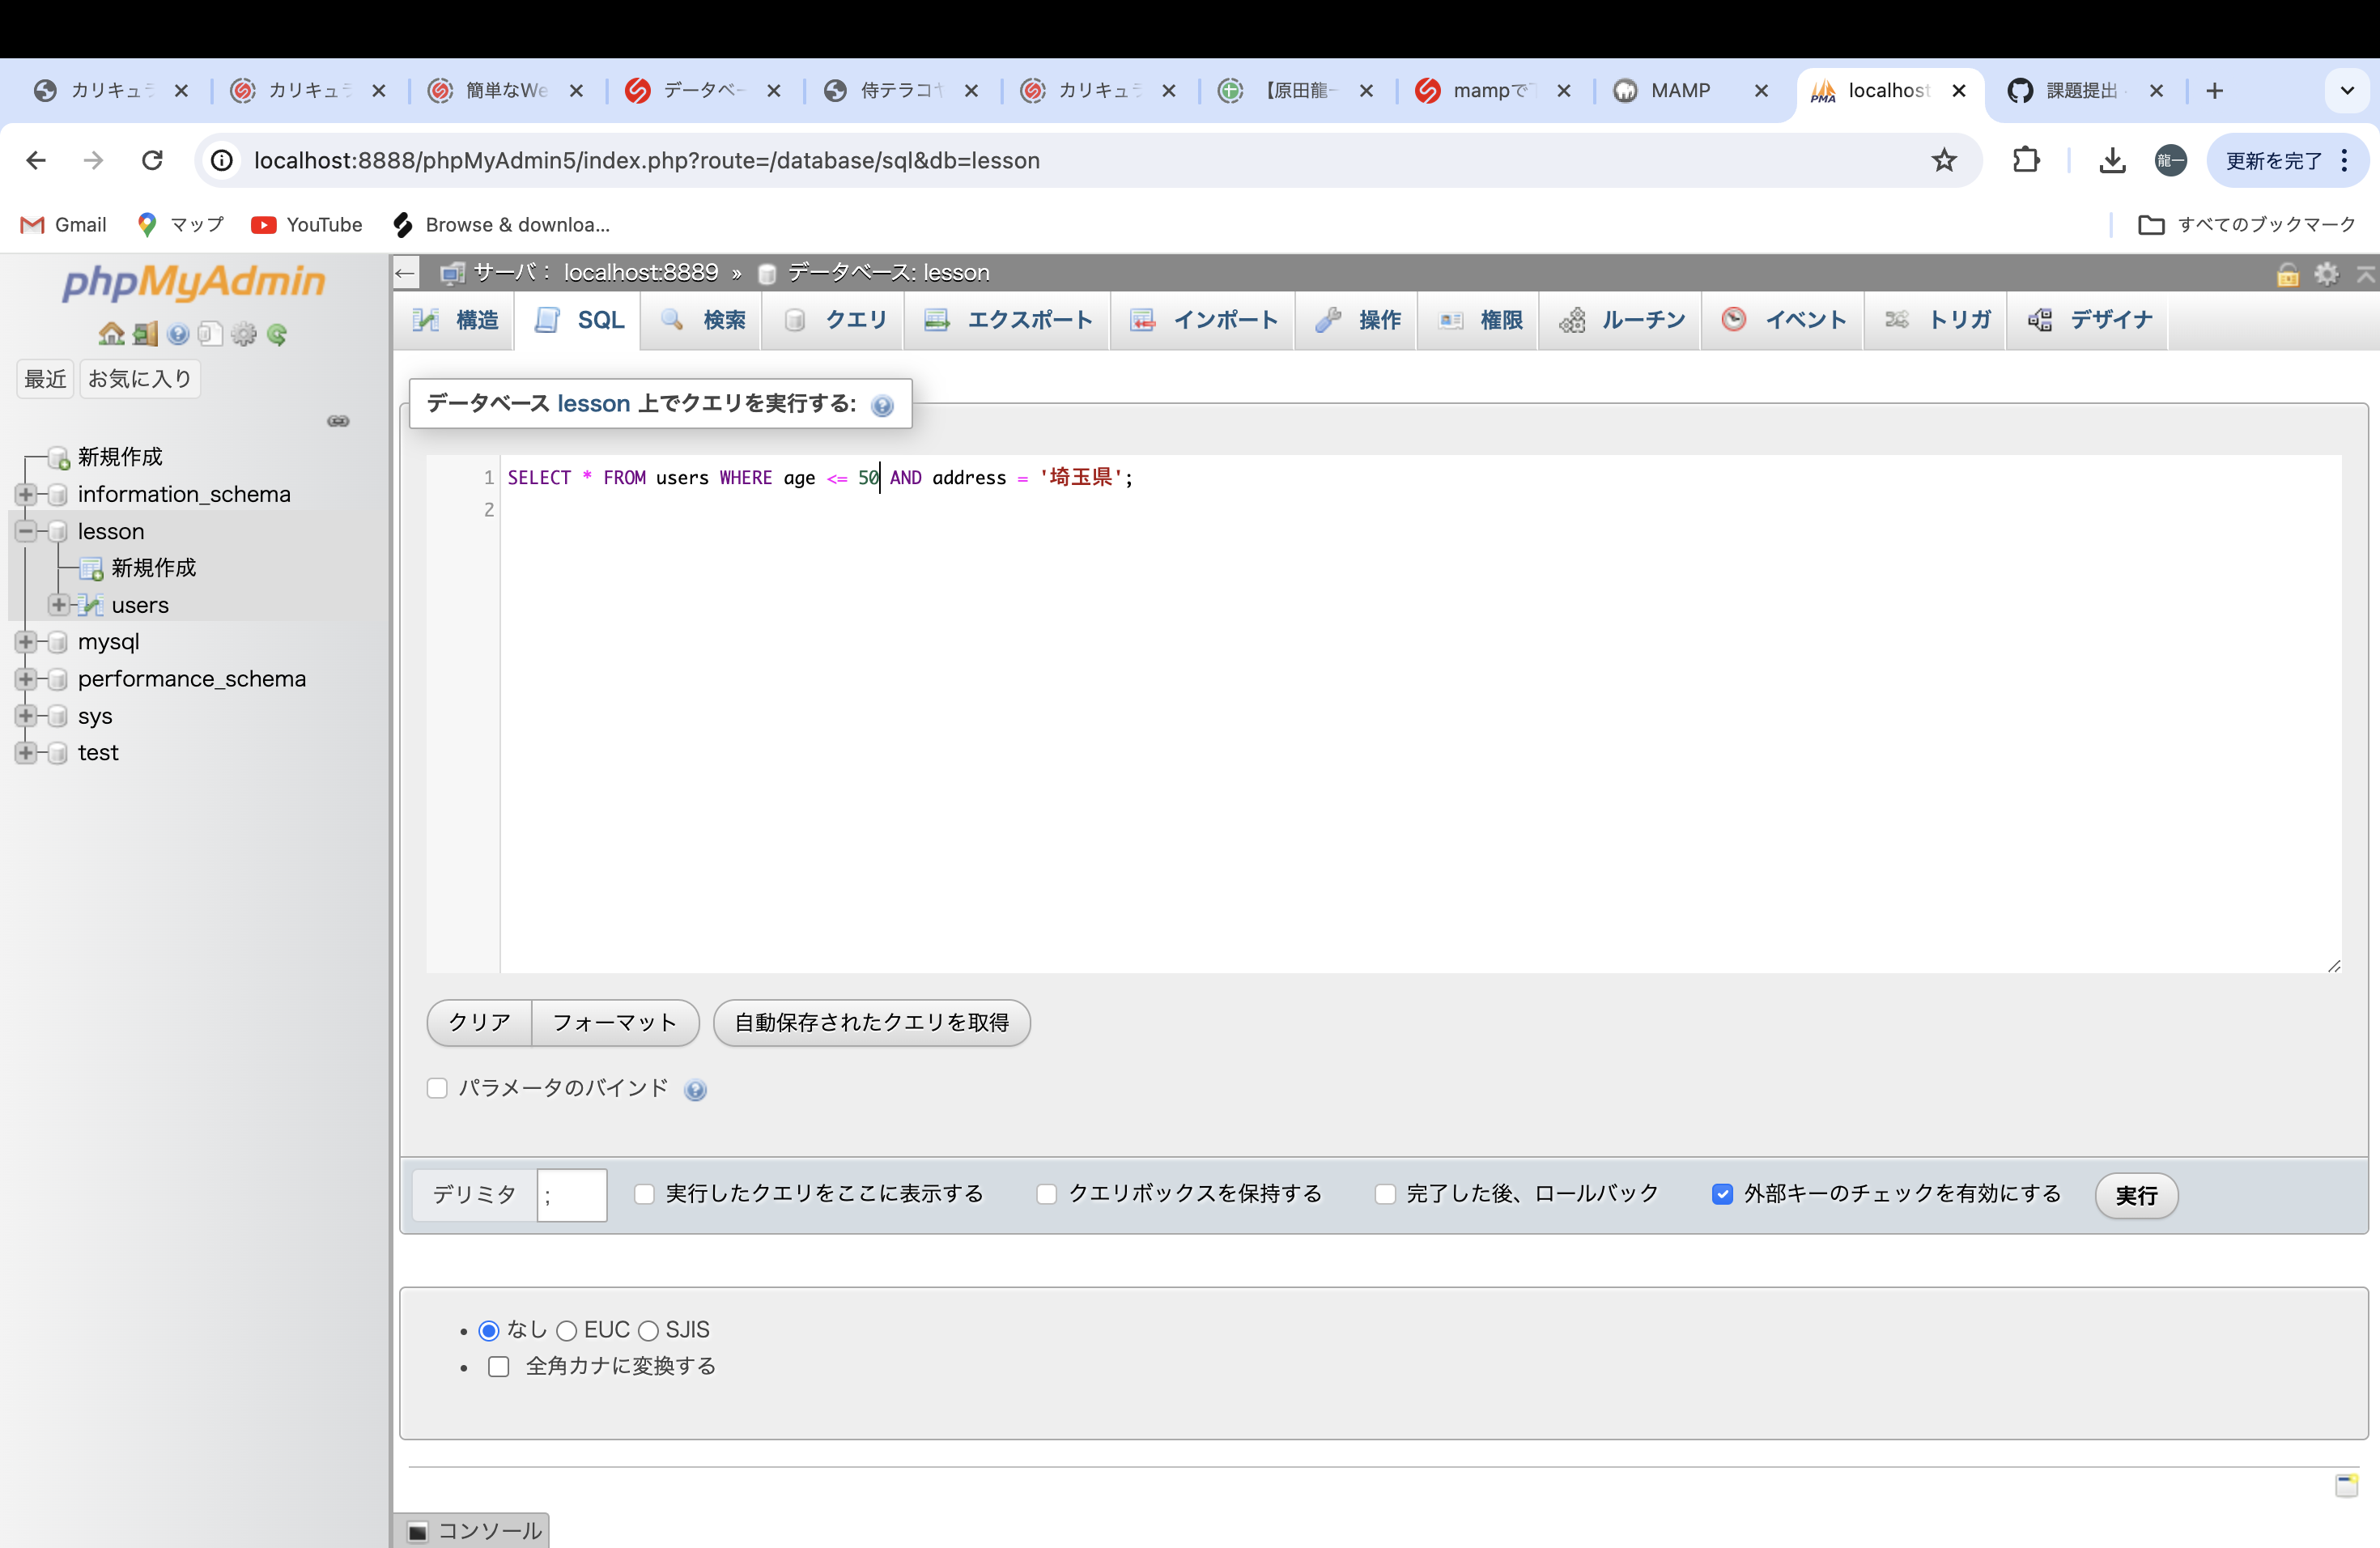 カリキュラ カリキュラ 簡単なWe データベー 侍テラコヤ カリキュラ 【原田龍一 mampで MAMP localhost 課題提出
localhost:8888/phpMyAdmin5/index.php?route=/database/sql&db=lesson 龍一 更新を完了
Gmail マップ YouTube Browse & downloa... すべてのブックマーク
phpMyAdmin
最近 お気に入り
新規作成
information_schema
lesson
新規作成
users
mysql
performance_schema
sys
test
サーバ: localhost:8889 » データベース: lesson
構造 SQL 検索 クエリ エクスポート インポート 操作 権限 ルーチン イベント トリガ デザイナ
データベース lesson 上でクエリを実行する:
1 SELECT * FROM users WHERE age <= 50 AND address = '埼玉県';
2
クリア フォーマット 自動保存されたクエリを取得
パラメータのバインド
デリミタ ; 実行したクエリをここに表示する クエリボックスを保持する 完了した後、ロールバック 外部キーのチェックを有効にする 実行
• なし EUC SJIS
• 全角カナに変換する
コンソール